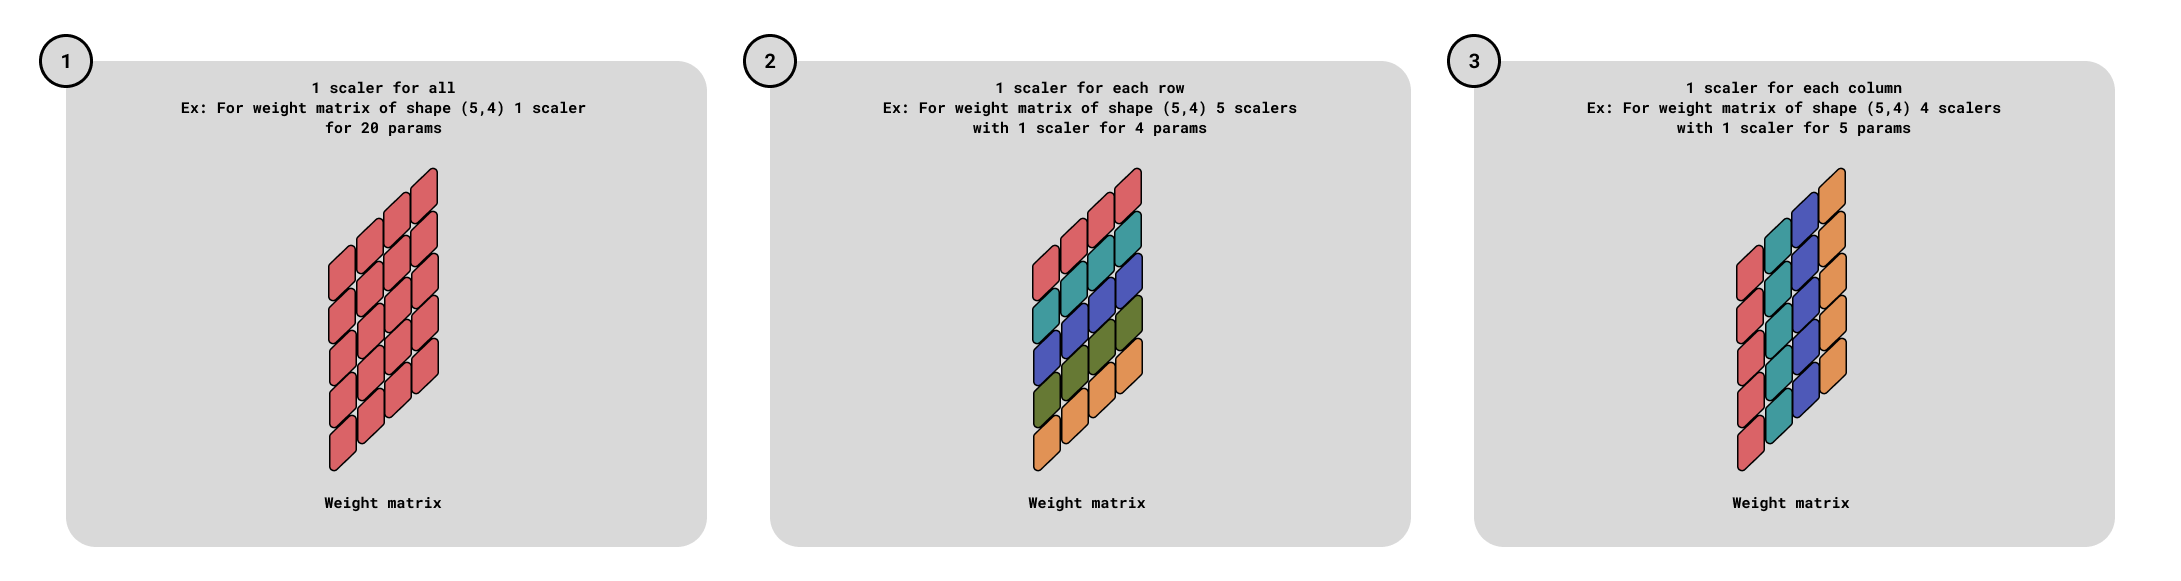 1
1 scaler for all
Ex: For weight matrix of shape (5,4) 1 scaler
for 20 params
Weight matrix
2
1 scaler for each row
Ex: For weight matrix of shape (5,4) 5 scalers
with 1 scaler for 4 params
Weight matrix
3
1 scaler for each column
Ex: For weight matrix of shape (5,4) 4 scalers
with 1 scaler for 5 params
Weight matrix